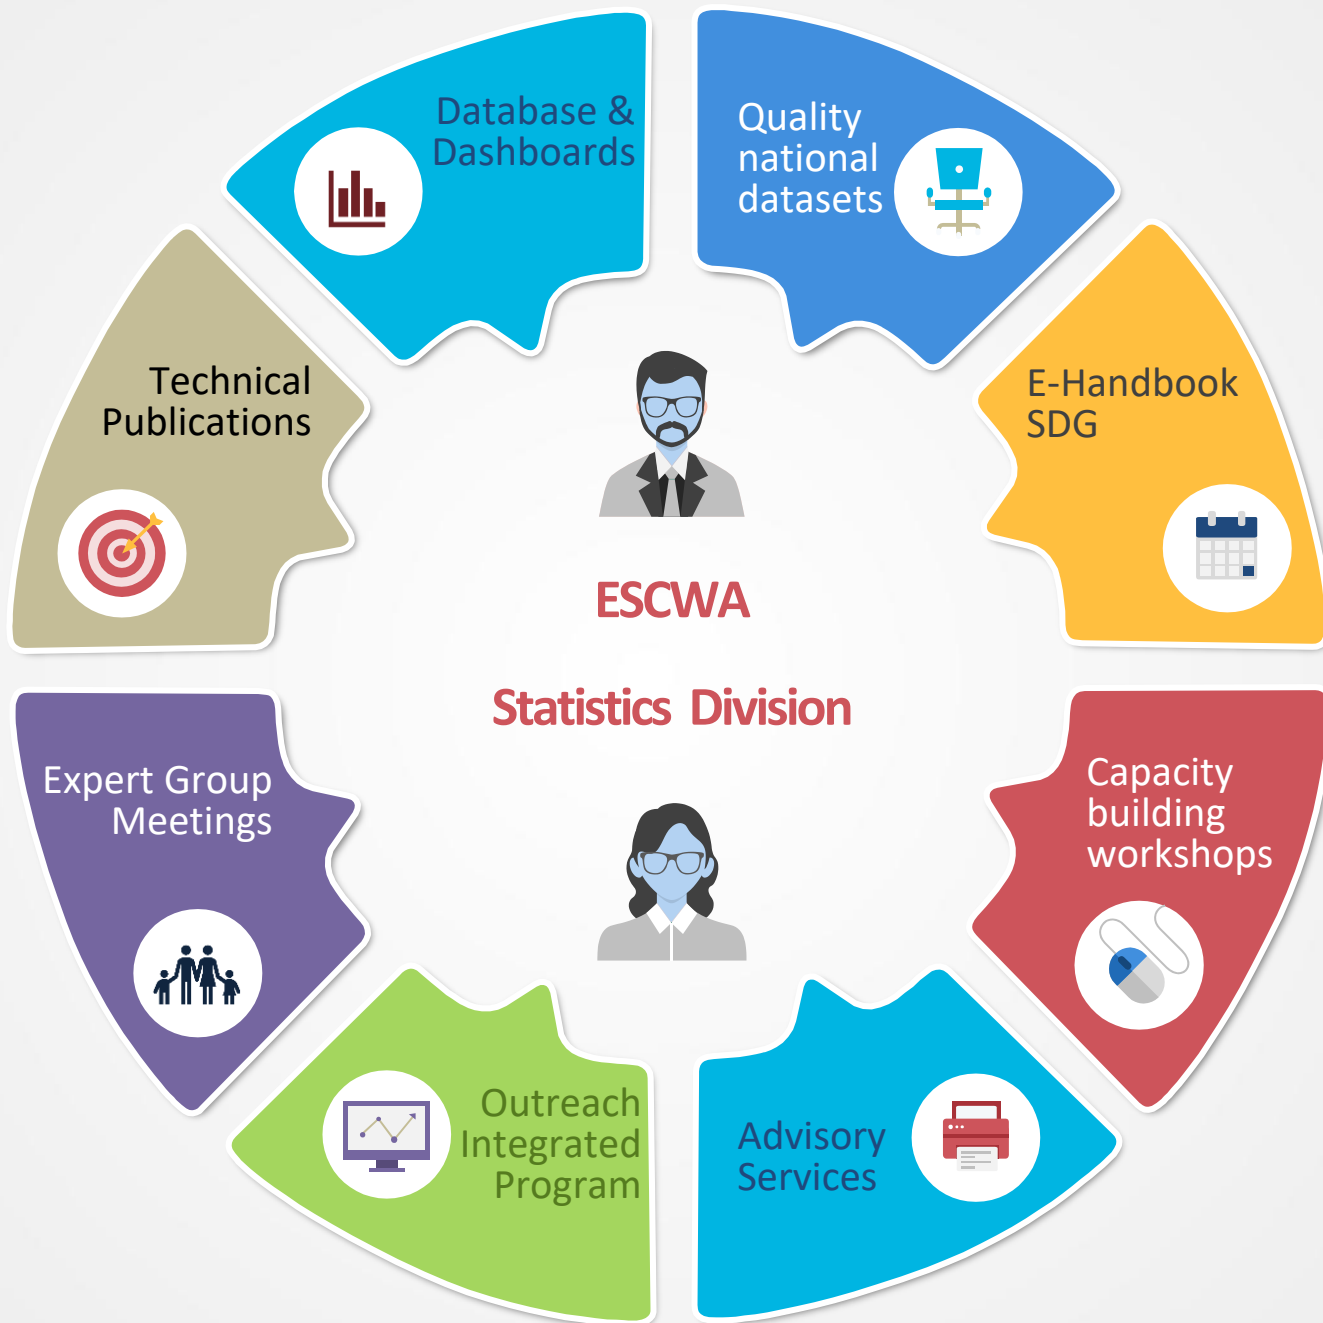 Database &
Dashboards
Quality
national
datasets
Technical
Publications
E-Handbook
SDG
ESCWA
Statistics Division
Expert Group
Meetings
Capacity
building
workshops
Outreach
Integrated
Program
Advisory
Services